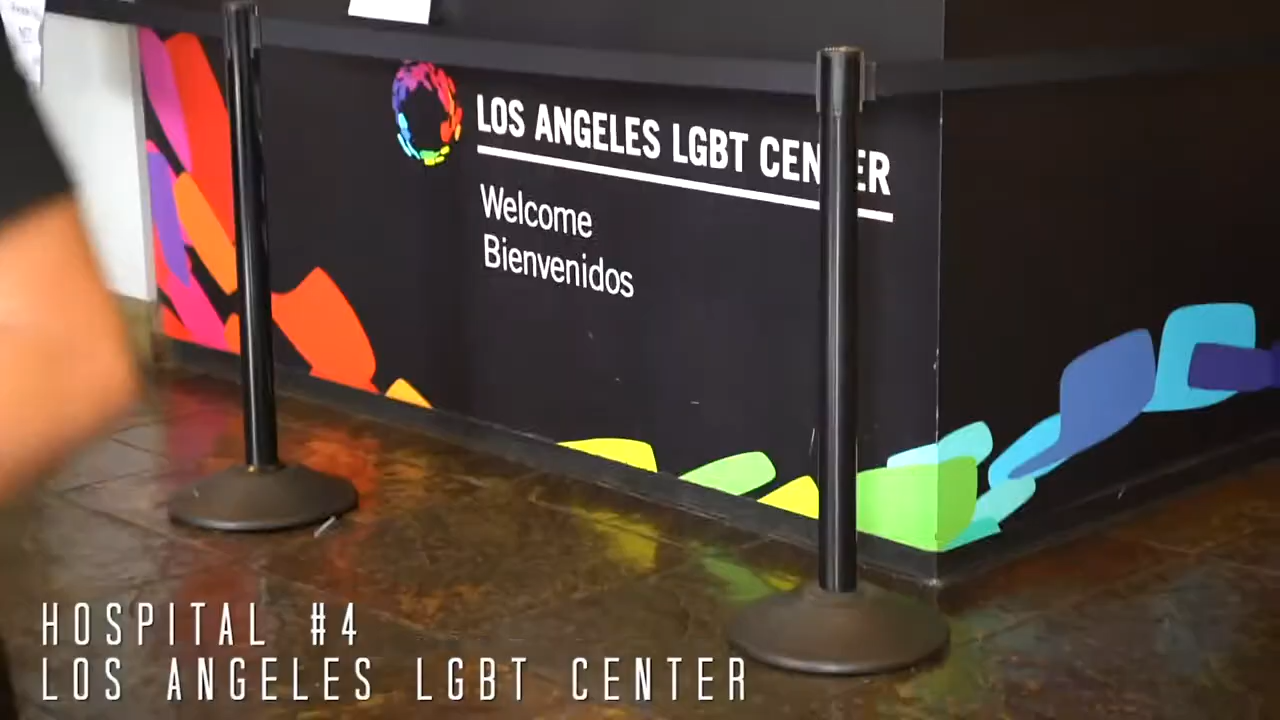 LOS ANGELES LGBT CENTER
Welcome
Bienvenidos
HOSPITAL #4
LOS ANGELES LGBT CENTER